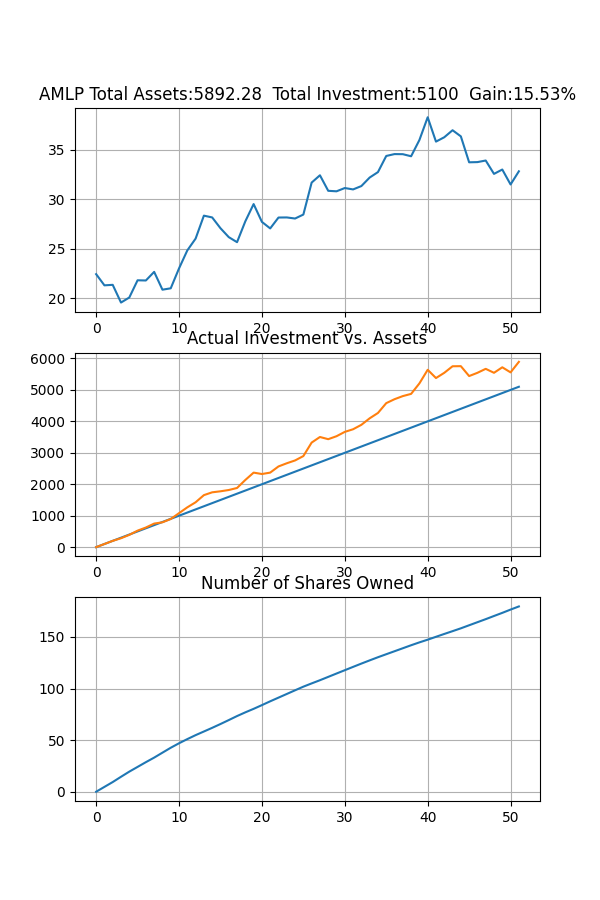 AMLP Total Assets:5892.28  Total Investment:5100  Gain:15.53%
35
30
25
20
0 10 20 30 40 50
Actual Investment vs. Assets
6000
5000
4000
3000
2000
1000
0
0 10 20 30 40 50
Number of Shares Owned
150
100
50
0
0 10 20 30 40 50